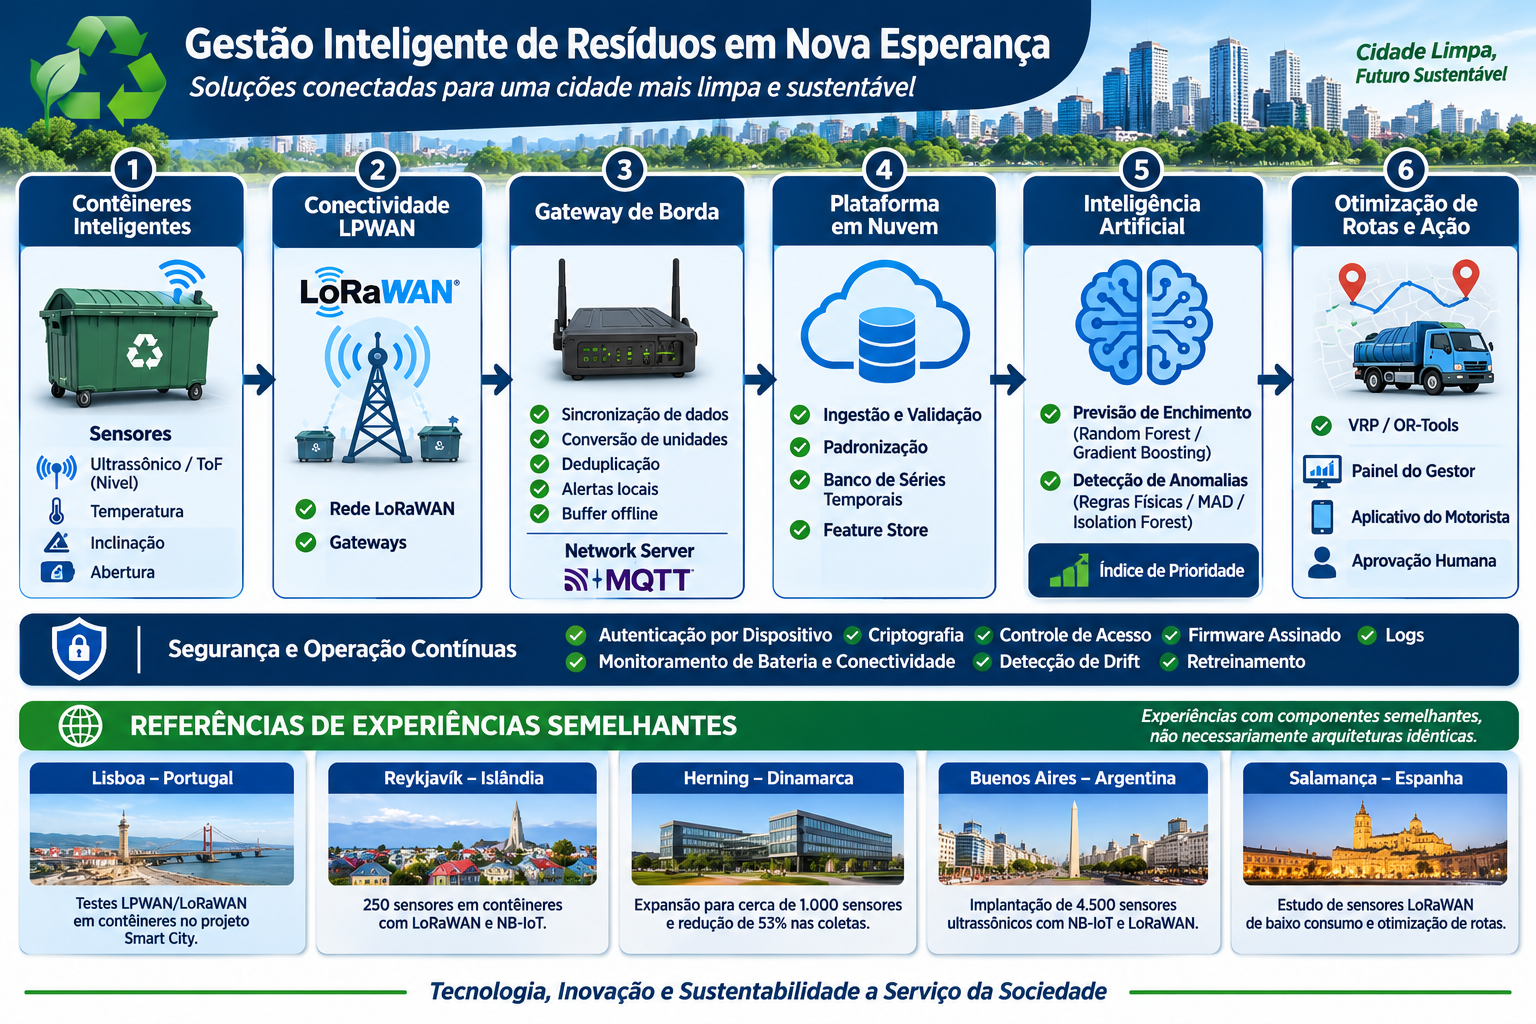 Gestão Inteligente de Resíduos em Nova Esperança
Soluções conectadas para uma cidade mais limpa e sustentável
Cidade Limpa,
Futuro Sustentável
1
Contêineres
Inteligentes
Sensores
Ultrassônico / ToF
(Nivel)
Temperatura
Inclinação
Abertura
2
Conectividade
LPWAN
LoRaWAN®
Rede LoRaWAN
Gateways
3
Gateway de Borda
Sincronização de dados
Conversão de unidades
Deduplicação
Alertas locais
Buffer offline
Network Server
+MQTT
4
Plataforma
em Nuvem
Ingestão e Validação
Padronização
Banco de Séries
Temporais
Feature Store
5
Inteligência
Artificial
Previsão de Enchimento
(Random Forest /
Gradient Boosting)
Detecção de Anomalias
(Regras Físicas / MAD /
Isolation Forest)
Índice de Prioridade
6
Otimização de
Rotas e Ação
VRP / OR-Tools
Painel do Gestor
Aplicativo do Motorista
Aprovação Humana
Segurança e Operação Contínuas
Autenticação por Dispositivo Criptografia Controle de Acesso Firmware Assinado Logs
Monitoramento de Bateria e Conectividade Detecção de Drift Retreinamento
REFERÊNCIAS DE EXPERIÊNCIAS SEMELHANTES
Experiências com componentes semelhantes,
não necessariamente arquiteturas idênticas.
Lisboa – Portugal
Testes LPWAN/LoRaWAN
em contêineres no projeto
Smart City.
Reykjavík – Islândia
250 sensores em contêineres
com LoRaWAN e NB-IoT.
Herning – Dinamarca
Expansão para cerca de 1.000 sensores
e redução de 53% nas coletas.
Buenos Aires – Argentina
Implantação de 4.500 sensores
ultrassônicos com NB-IoT e LoRaWAN.
Salamança – Espanha
Estudo de sensores LoRaWAN
de baixo consumo e otimização de rotas.
Tecnologia, Inovação e Sustentabilidade a Serviço da Sociedade